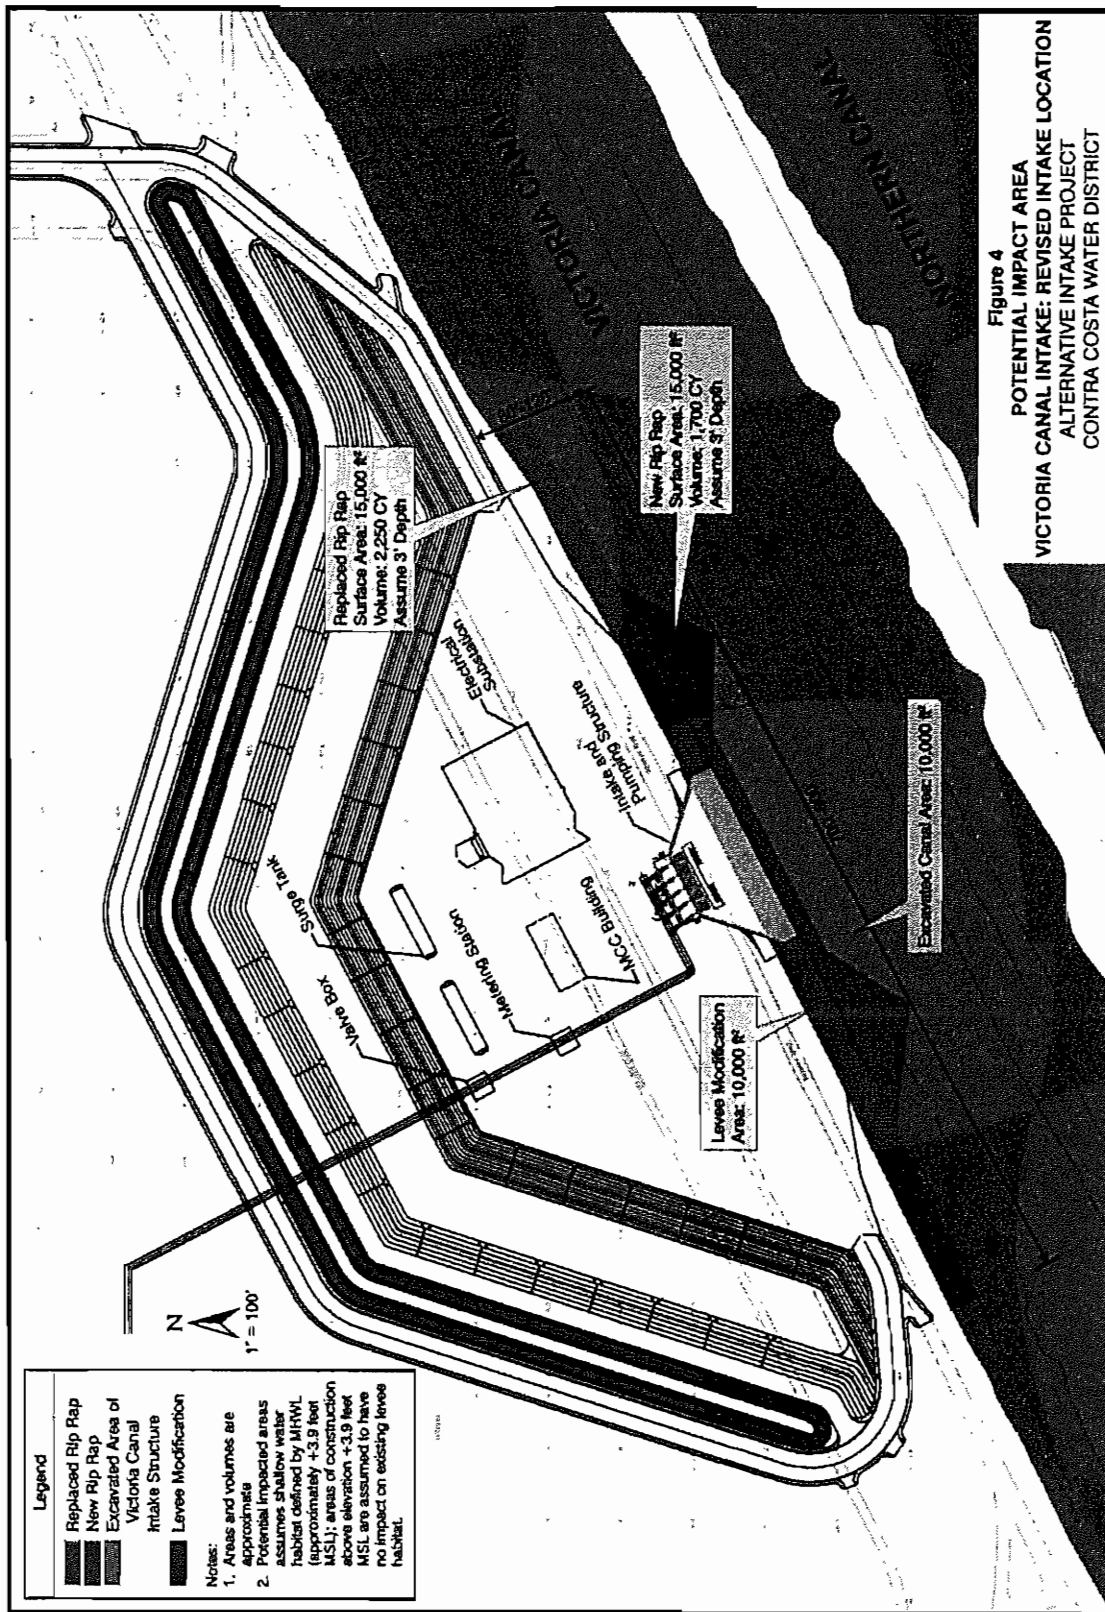 Legend
Replaced Rip Rap
New Rip Rap
Excavated Area of
Victoria Canal
Intake Structure
Levee Modification
Notes:
1. Areas and volumes are
approximate
2. Potential impacted areas
assumes shallow water
habitat defined by MHWL
(approximately +3.9 feet
MSL); areas of construction
above elevation +3.9 feet
MSL are assumed to have
no impact on existing levee
habitat.
N
1" = 100'
Valve Box
Surge Tank
Metering Station
MCC Building
Electrical
Substation
Intake and
Pumping Structure
Replaced Rip Rap
Surface Area: 15,000 ft²
Volume: 2,250 CY
Assume 3' Depth
New Rip Rap
Surface Area: 15,000 ft²
Volume: 1,700 CY
Assume 3' Depth
Levee Modification
Area: 10,000 ft²
Excavated Canal Area: 10,000 ft²
VICTORIA CANAL
NORTHERN CANAL
Figure 4
POTENTIAL IMPACT AREA
VICTORIA CANAL INTAKE: REVISED INTAKE LOCATION
ALTERNATIVE INTAKE PROJECT
CONTRA COSTA WATER DISTRICT